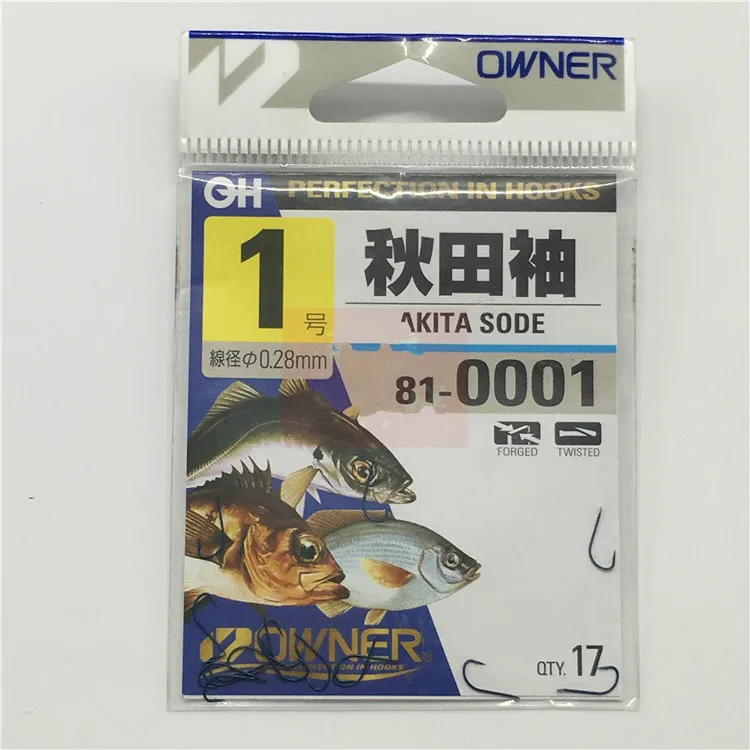 OWNER
OH PERFECTION IN HOOKS
1号
秋田袖
AKITA SODE
線径Φ0.28mm
81-0001
FORGED TWISTED
OWNER®
PERFECTION IN HOOKS
QTY. 17